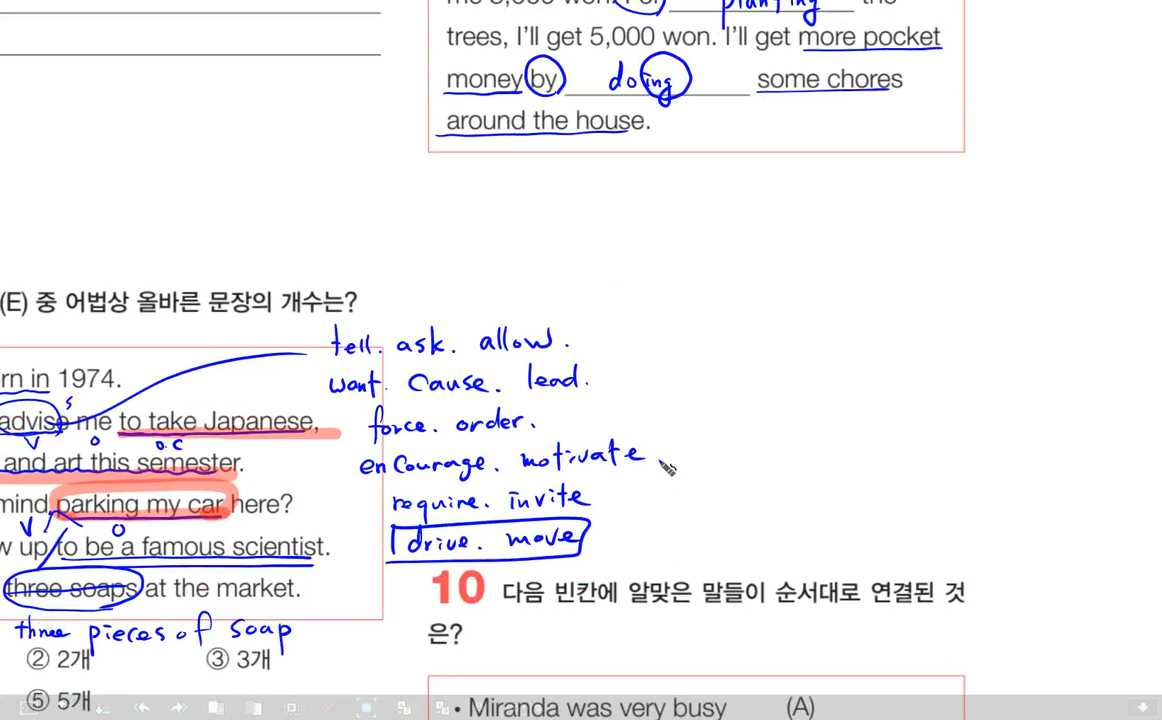 planting
trees, I'll get 5,000 won. I'll get more pocket
money by doing some chores
around the house.
(E) 중 어법상 올바른 문장의 개수는?
tell. ask. allow.
want. cause. lead.
force. order.
encourage. motivate
require. invite
drive. move
rn in 1974.
s
advise me to take Japanese,
V O O.C
and art this semester.
mind parking my car here?
V O
w up to be a famous scientist.
three soaps at the market.
three pieces of soap
② 2개 ③ 3개
⑤ 5개
10 다음 빈칸에 알맞은 말들이 순서대로 연결된 것
은?
• Miranda was very busy (A)